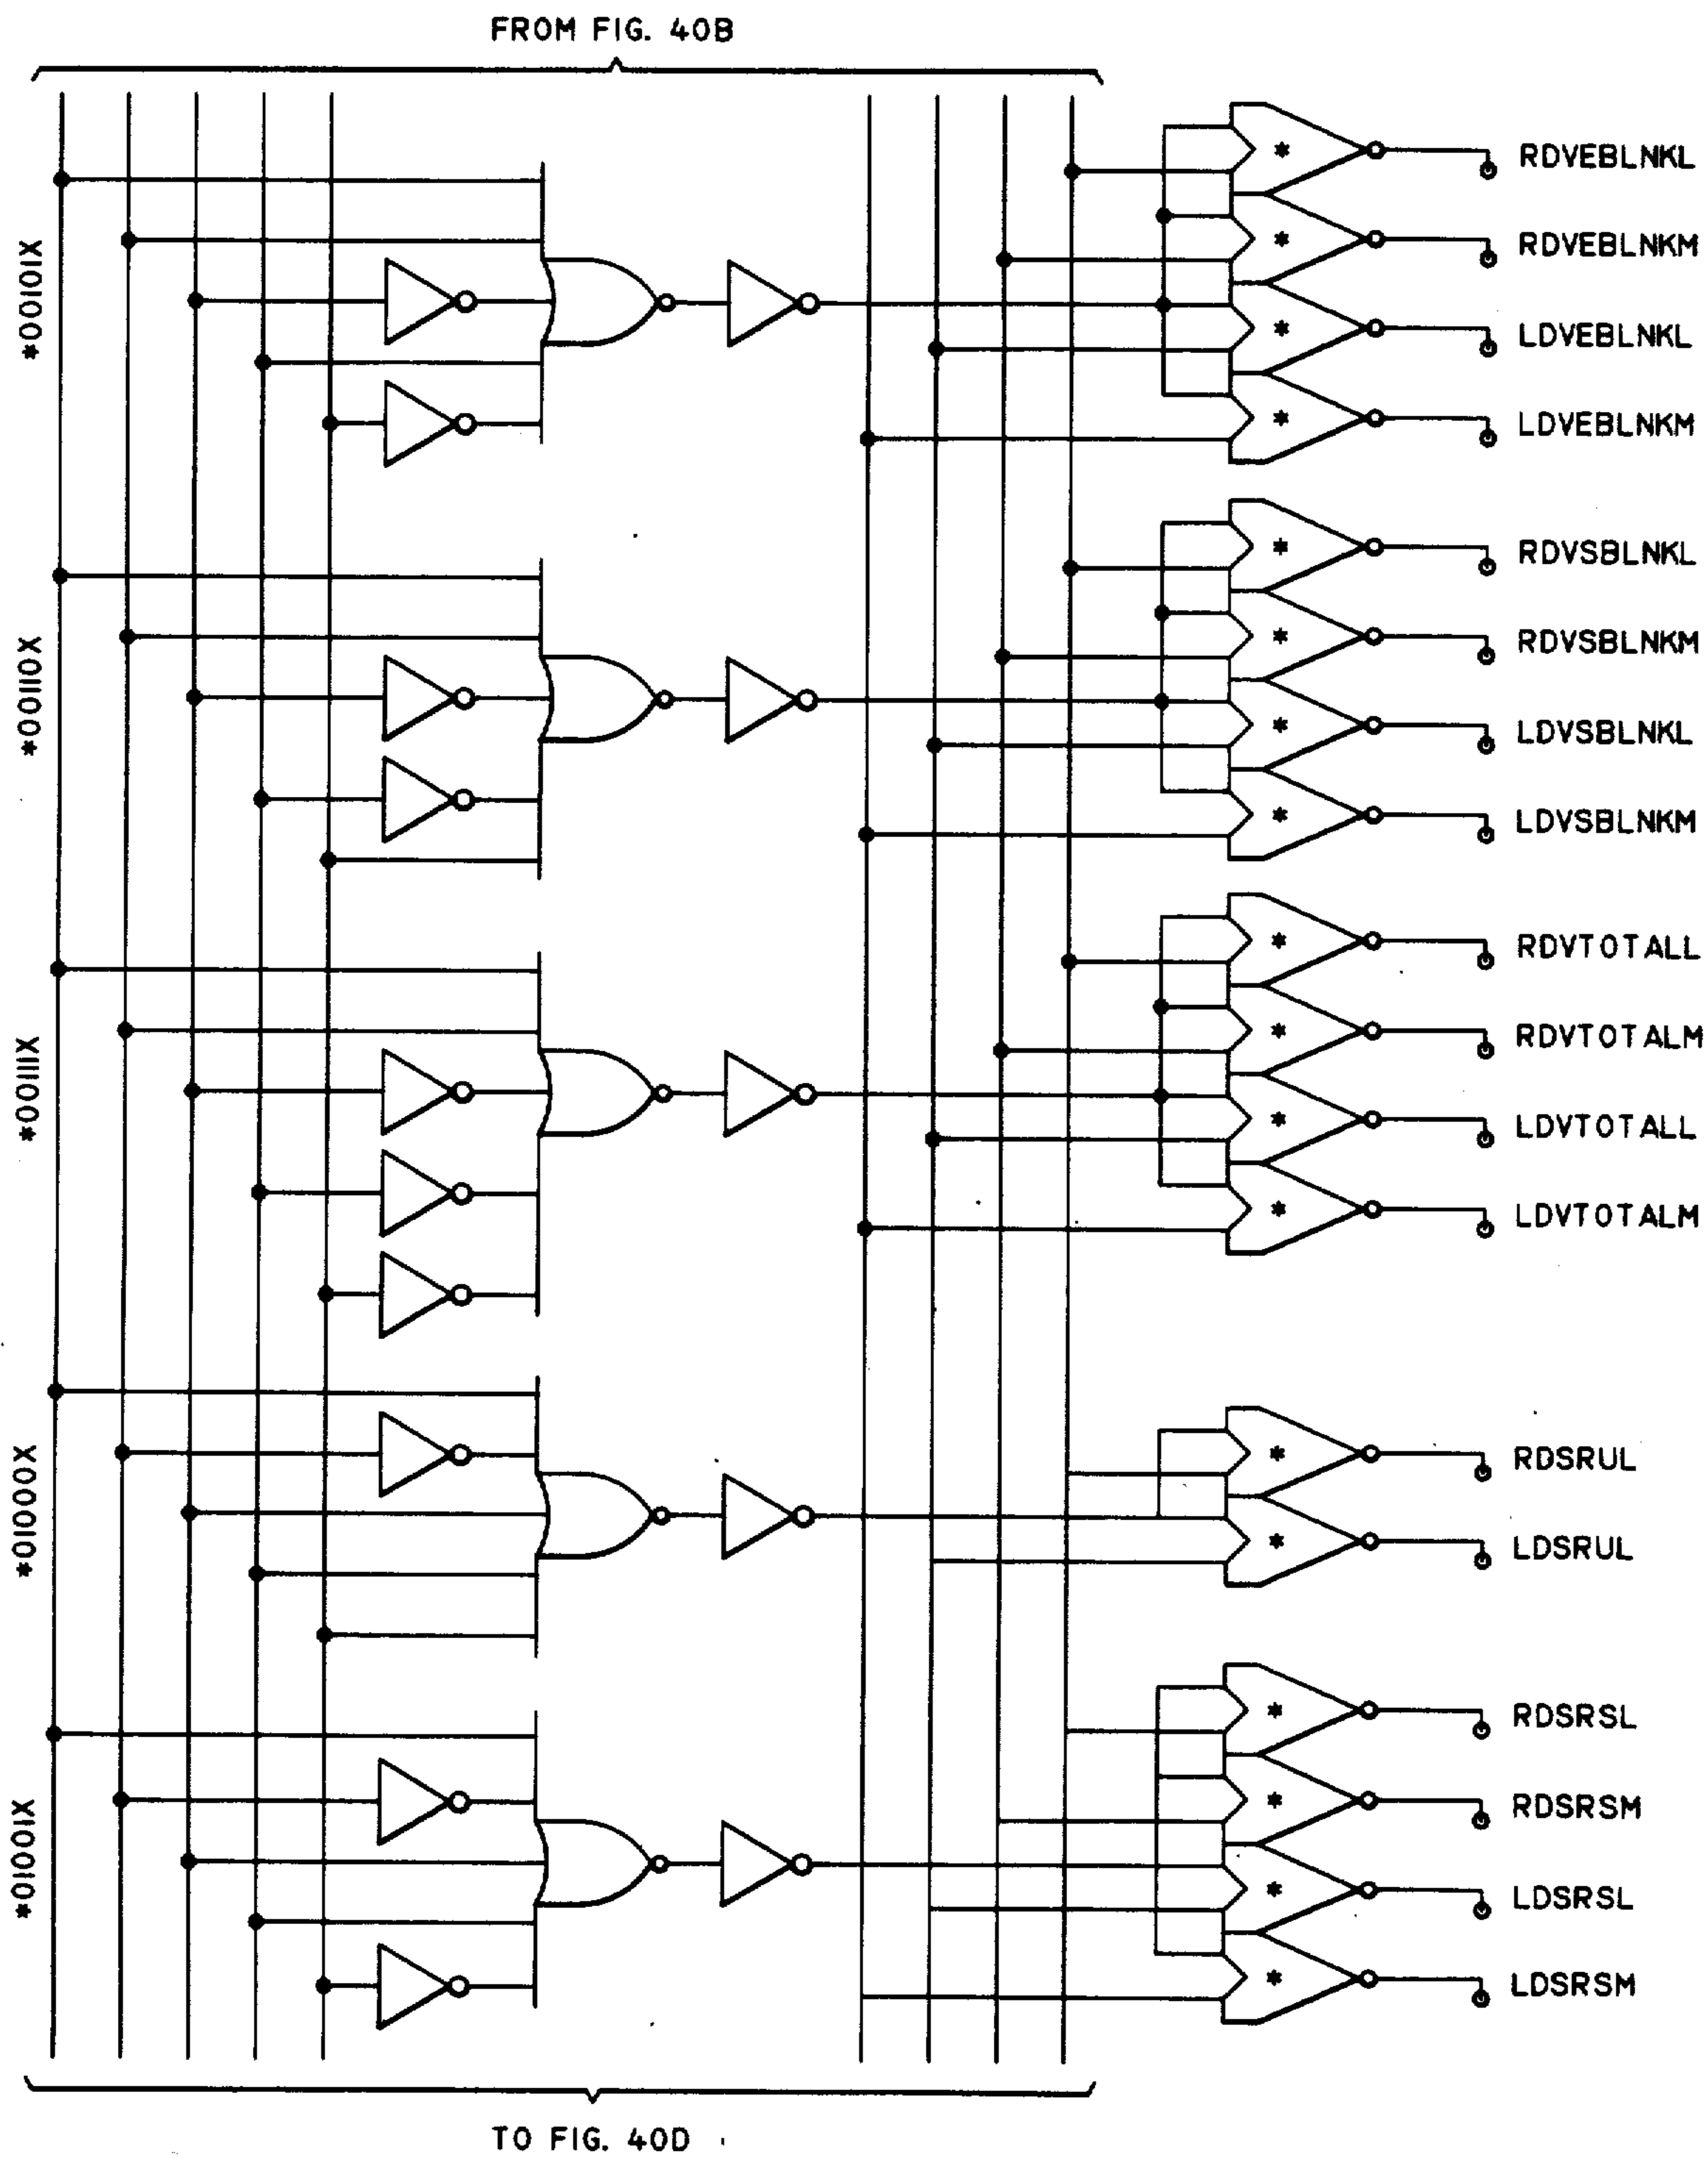 FROM FIG. 40B
*00101X
RDVEBLNKL
RDVEBLNKM
LDVEBLNKL
LDVEBLNKM
*00110X
RDVSBLNKL
RDVSBLNKM
LDVSBLNKL
LDVSBLNKM
*00111X
RDVTOTALL
RDVTOTALM
LDVTOTALL
LDVTOTALM
*01000X
RDSRUL
LDSRUL
*01001X
RDSRSL
RDSRSM
LDSRSL
LDSRSM
TO FIG. 40D